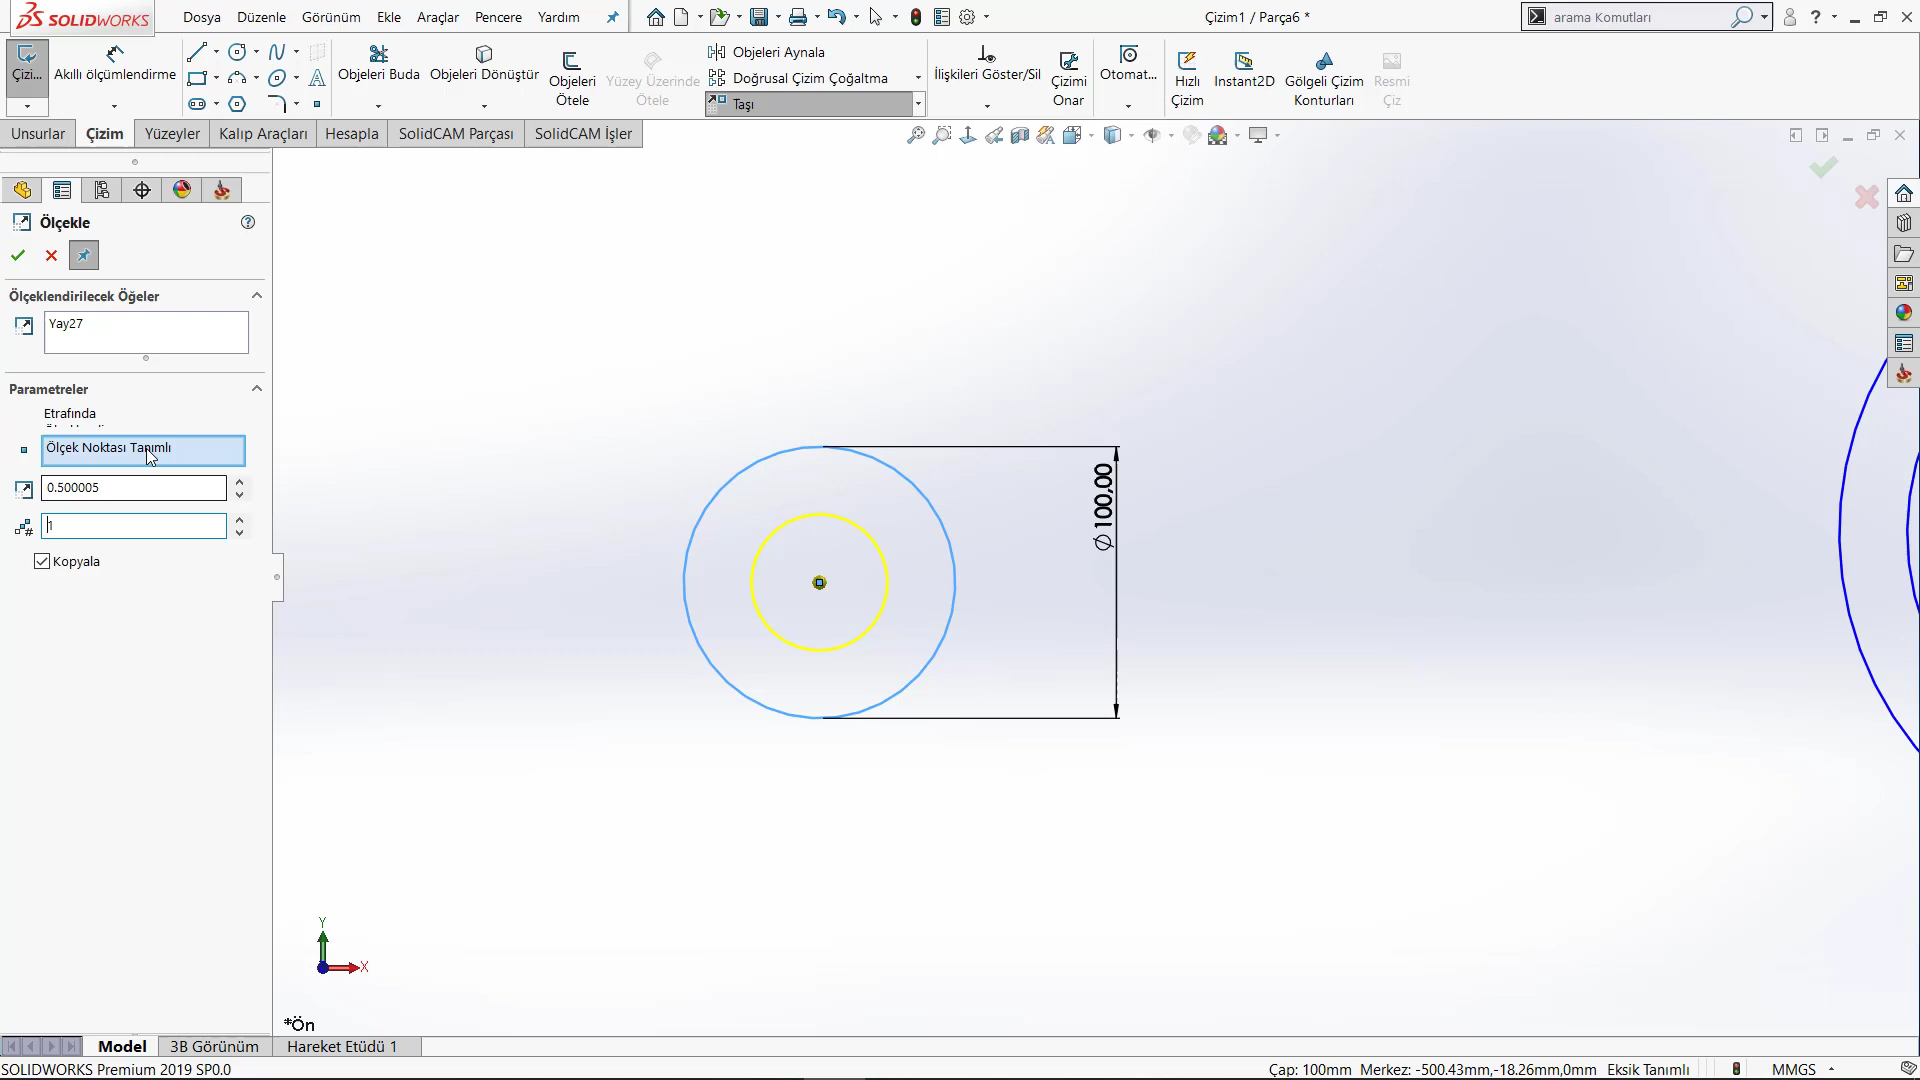 SOLIDWORKS
Dosya Düzenle Görünüm Ekle Araçlar Pencere Yardım
Çizim1 / Parça6 *
arama Komutları
?
Çizi...
Akıllı ölçümlendirme
Objeleri Buda
Objeleri Dönüştür
Objeleri Ötele
Yüzey Üzerinde Ötele
Objeleri Aynala
Doğrusal Çizim Çoğaltma
Taşı
İlişkileri Göster/Sil
Çizimi Onar
Otomat...
Hızlı Çizim
Instant2D
Gölgeli Çizim Konturları
Resmi Çiz
Unsurlar Çizim Yüzeyler Kalıp Araçları Hesapla SolidCAM Parçası SolidCAM İşler
Ölçekle
Ölçeklendirilecek Öğeler
Yay27
Parametreler
Etrafında
Ölçek Noktası Tanımlı
0.500005
1
Kopyala
∅ 100,00
Y
X
*Ön
Model 3B Görünüm Hareket Etüdü 1
SOLIDWORKS Premium 2019 SP0.0
Çap: 100mm Merkez: -500.43mm,-18.26mm,0mm Eksik Tanımlı MMGS